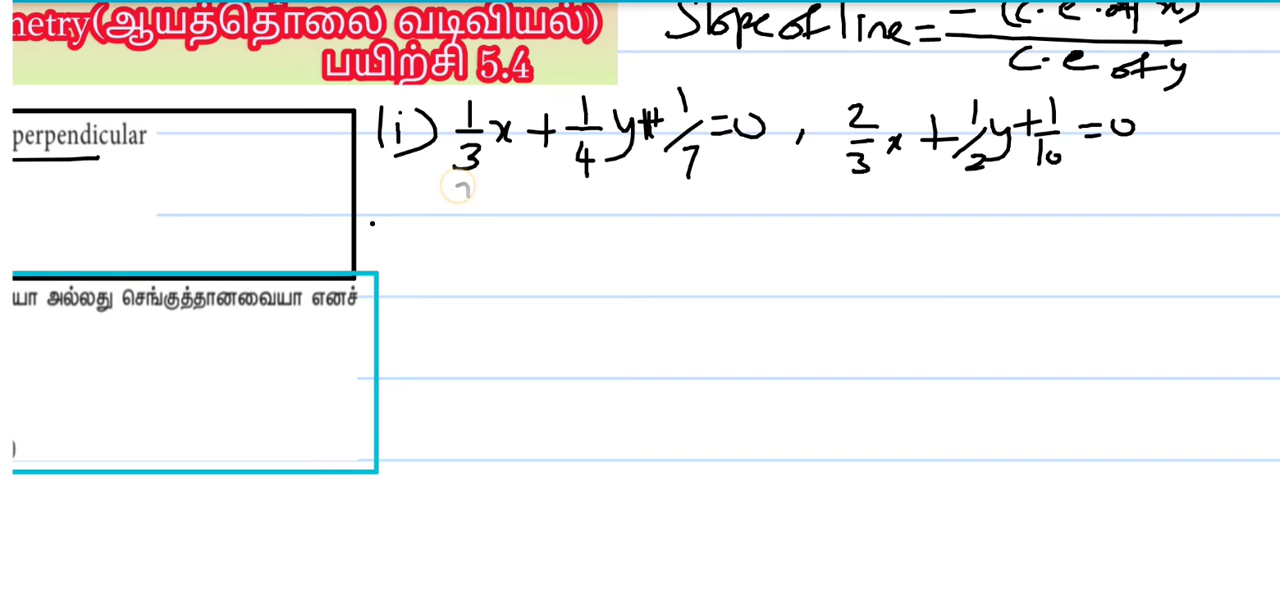 netry(ஆயத்தொலை வடிவியல்)
பயிற்சி 5.4
Slope of line = - (c. e. of x) / c. e of y
perpendicular
(i) 1/3 x + 1/4 y + 1/7 = 0 , 2/3 x + 1/2 y + 1/10 = 0
யா அல்லது செங்குத்தானவையா எனச்
)